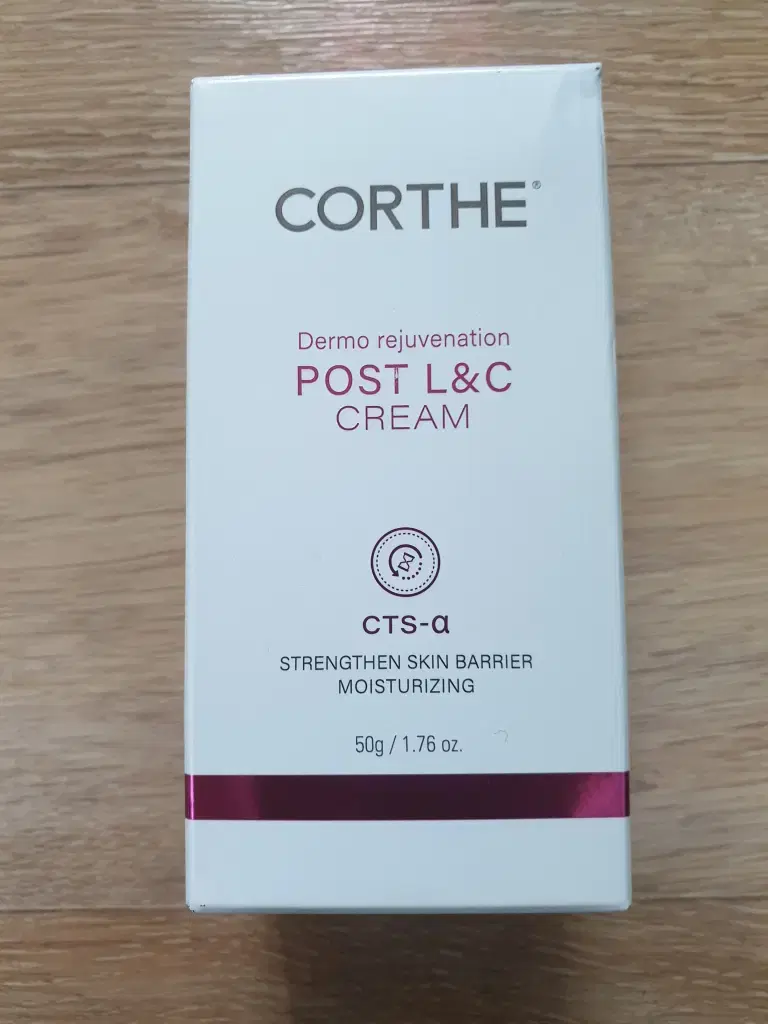 CORTHE®
Dermo rejuvenation
POST L&C
CREAM
CTS-α
STRENGTHEN SKIN BARRIER
MOISTURIZING
50g / 1.76 oz.